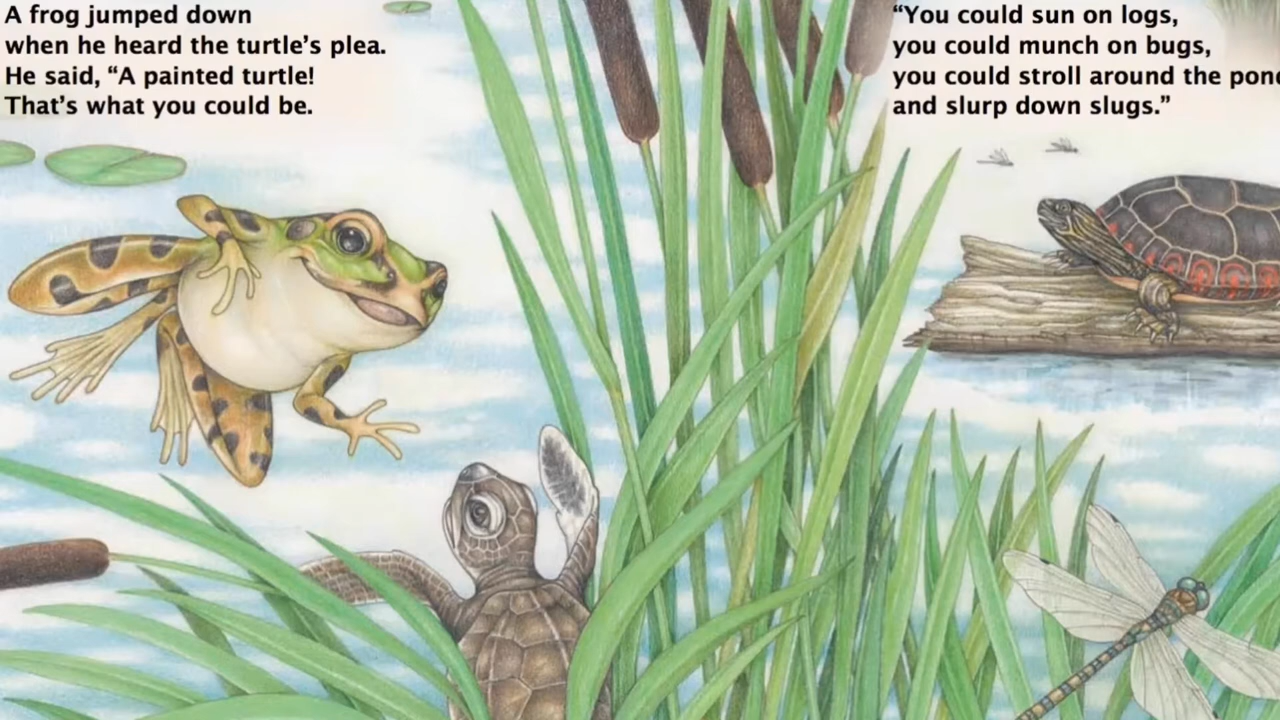 A frog jumped down
when he heard the turtle’s plea.
He said, “A painted turtle!
That’s what you could be.
“You could sun on logs,
you could munch on bugs,
you could stroll around the pond
and slurp down slugs.”